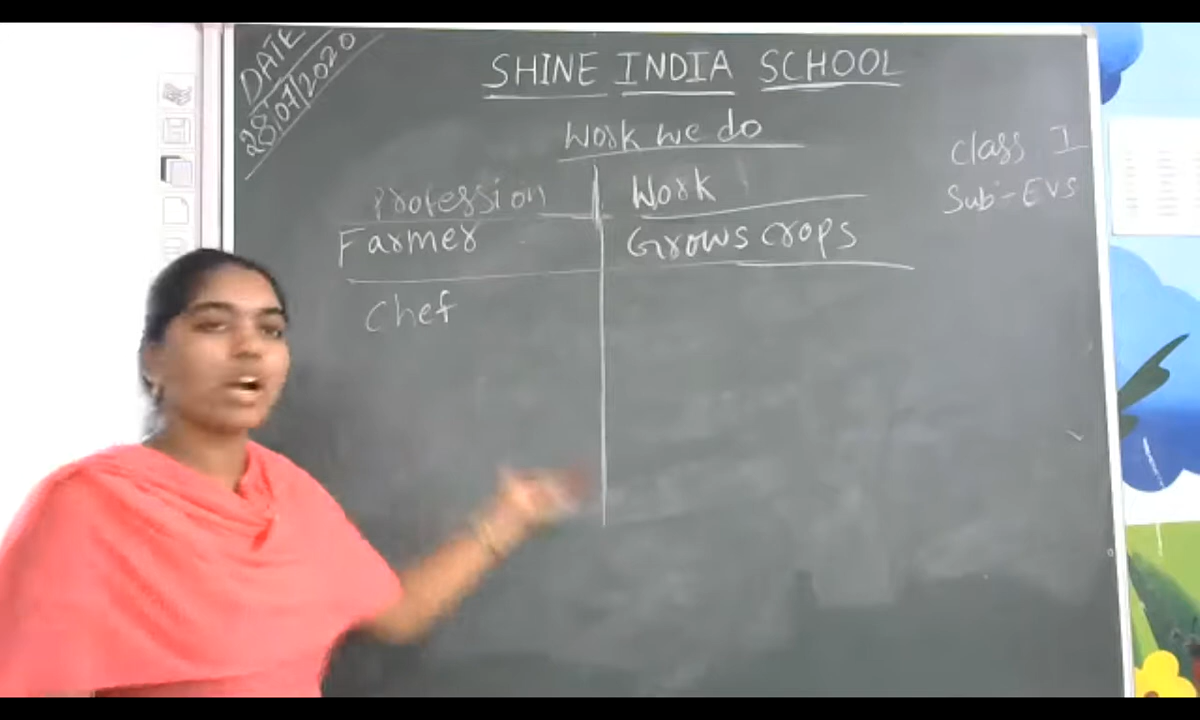 DATE
28/07/2020
SHINE INDIA SCHOOL
Work we do
Class I
Sub-EVS
Profession Work
Farmer Grows crops
Chef